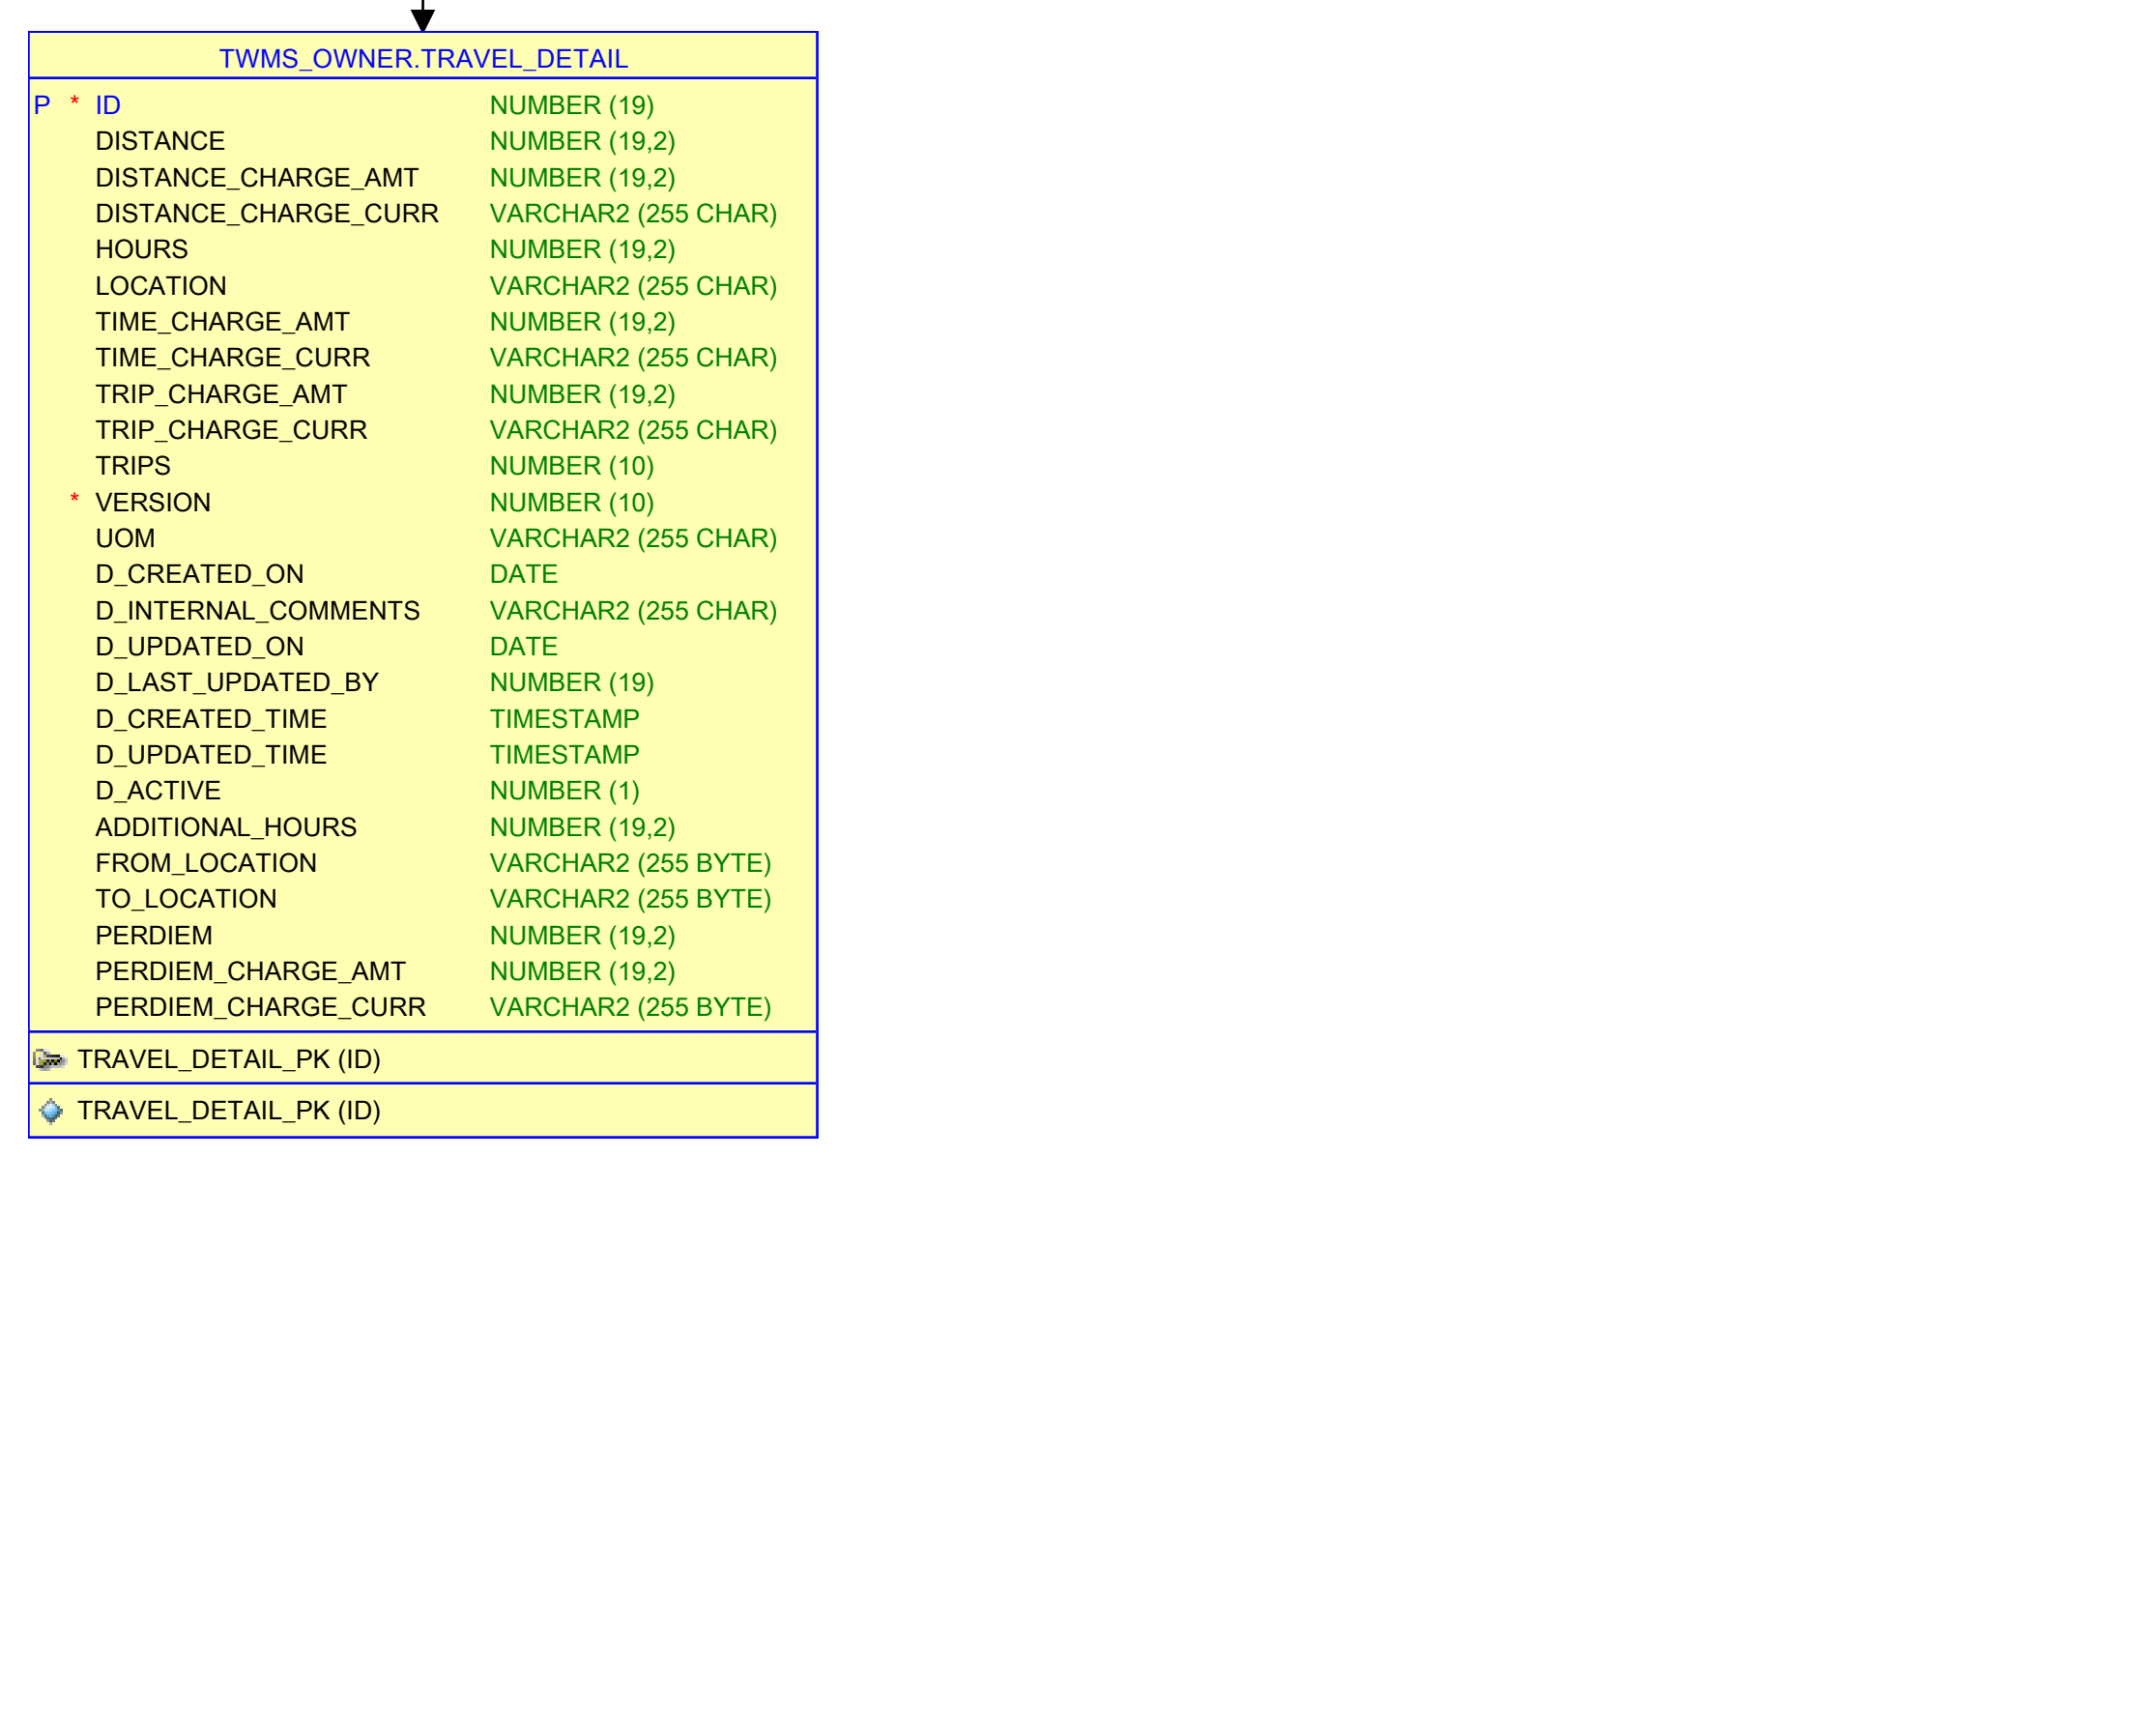 TWMS_OWNER.TRAVEL_DETAIL
P * ID NUMBER (19)
DISTANCE NUMBER (19,2)
DISTANCE_CHARGE_AMT NUMBER (19,2)
DISTANCE_CHARGE_CURR VARCHAR2 (255 CHAR)
HOURS NUMBER (19,2)
LOCATION VARCHAR2 (255 CHAR)
TIME_CHARGE_AMT NUMBER (19,2)
TIME_CHARGE_CURR VARCHAR2 (255 CHAR)
TRIP_CHARGE_AMT NUMBER (19,2)
TRIP_CHARGE_CURR VARCHAR2 (255 CHAR)
TRIPS NUMBER (10)
* VERSION NUMBER (10)
UOM VARCHAR2 (255 CHAR)
D_CREATED_ON DATE
D_INTERNAL_COMMENTS VARCHAR2 (255 CHAR)
D_UPDATED_ON DATE
D_LAST_UPDATED_BY NUMBER (19)
D_CREATED_TIME TIMESTAMP
D_UPDATED_TIME TIMESTAMP
D_ACTIVE NUMBER (1)
ADDITIONAL_HOURS NUMBER (19,2)
FROM_LOCATION VARCHAR2 (255 BYTE)
TO_LOCATION VARCHAR2 (255 BYTE)
PERDIEM NUMBER (19,2)
PERDIEM_CHARGE_AMT NUMBER (19,2)
PERDIEM_CHARGE_CURR VARCHAR2 (255 BYTE)
TRAVEL_DETAIL_PK (ID)
TRAVEL_DETAIL_PK (ID)